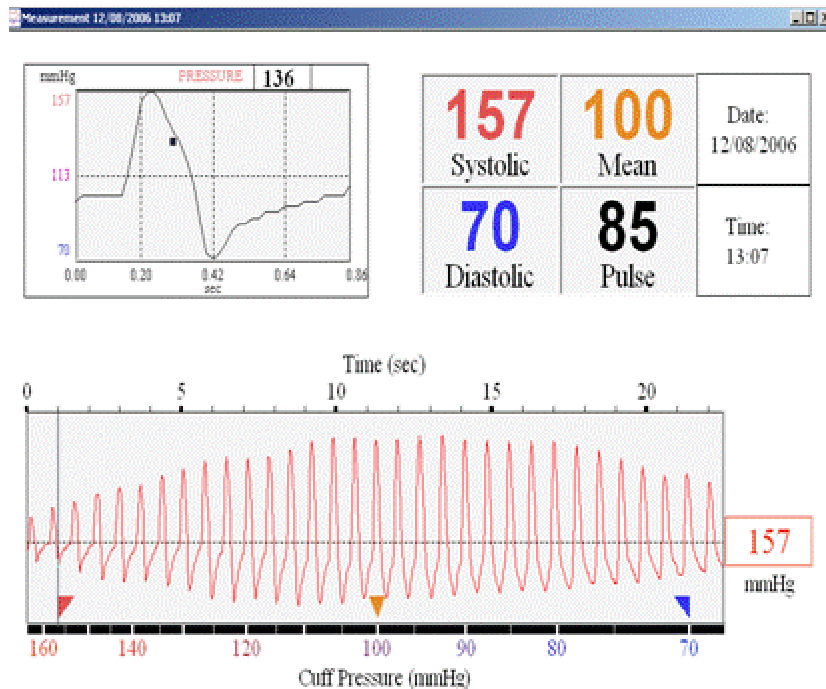 Measurement 12/08/2006 13:07
mmHg PRESSURE 136
157
113
70
0.00 0.20 0.42 0.64 0.86
sec
157
Systolic
100
Mean
Date:
12/08/2006
70
Diastolic
85
Pulse
Time:
13:07
Time (sec)
0 5 10 15 20
157
mmHg
160 140 120 100 90 80 70
Cuff Pressure (mmHg)